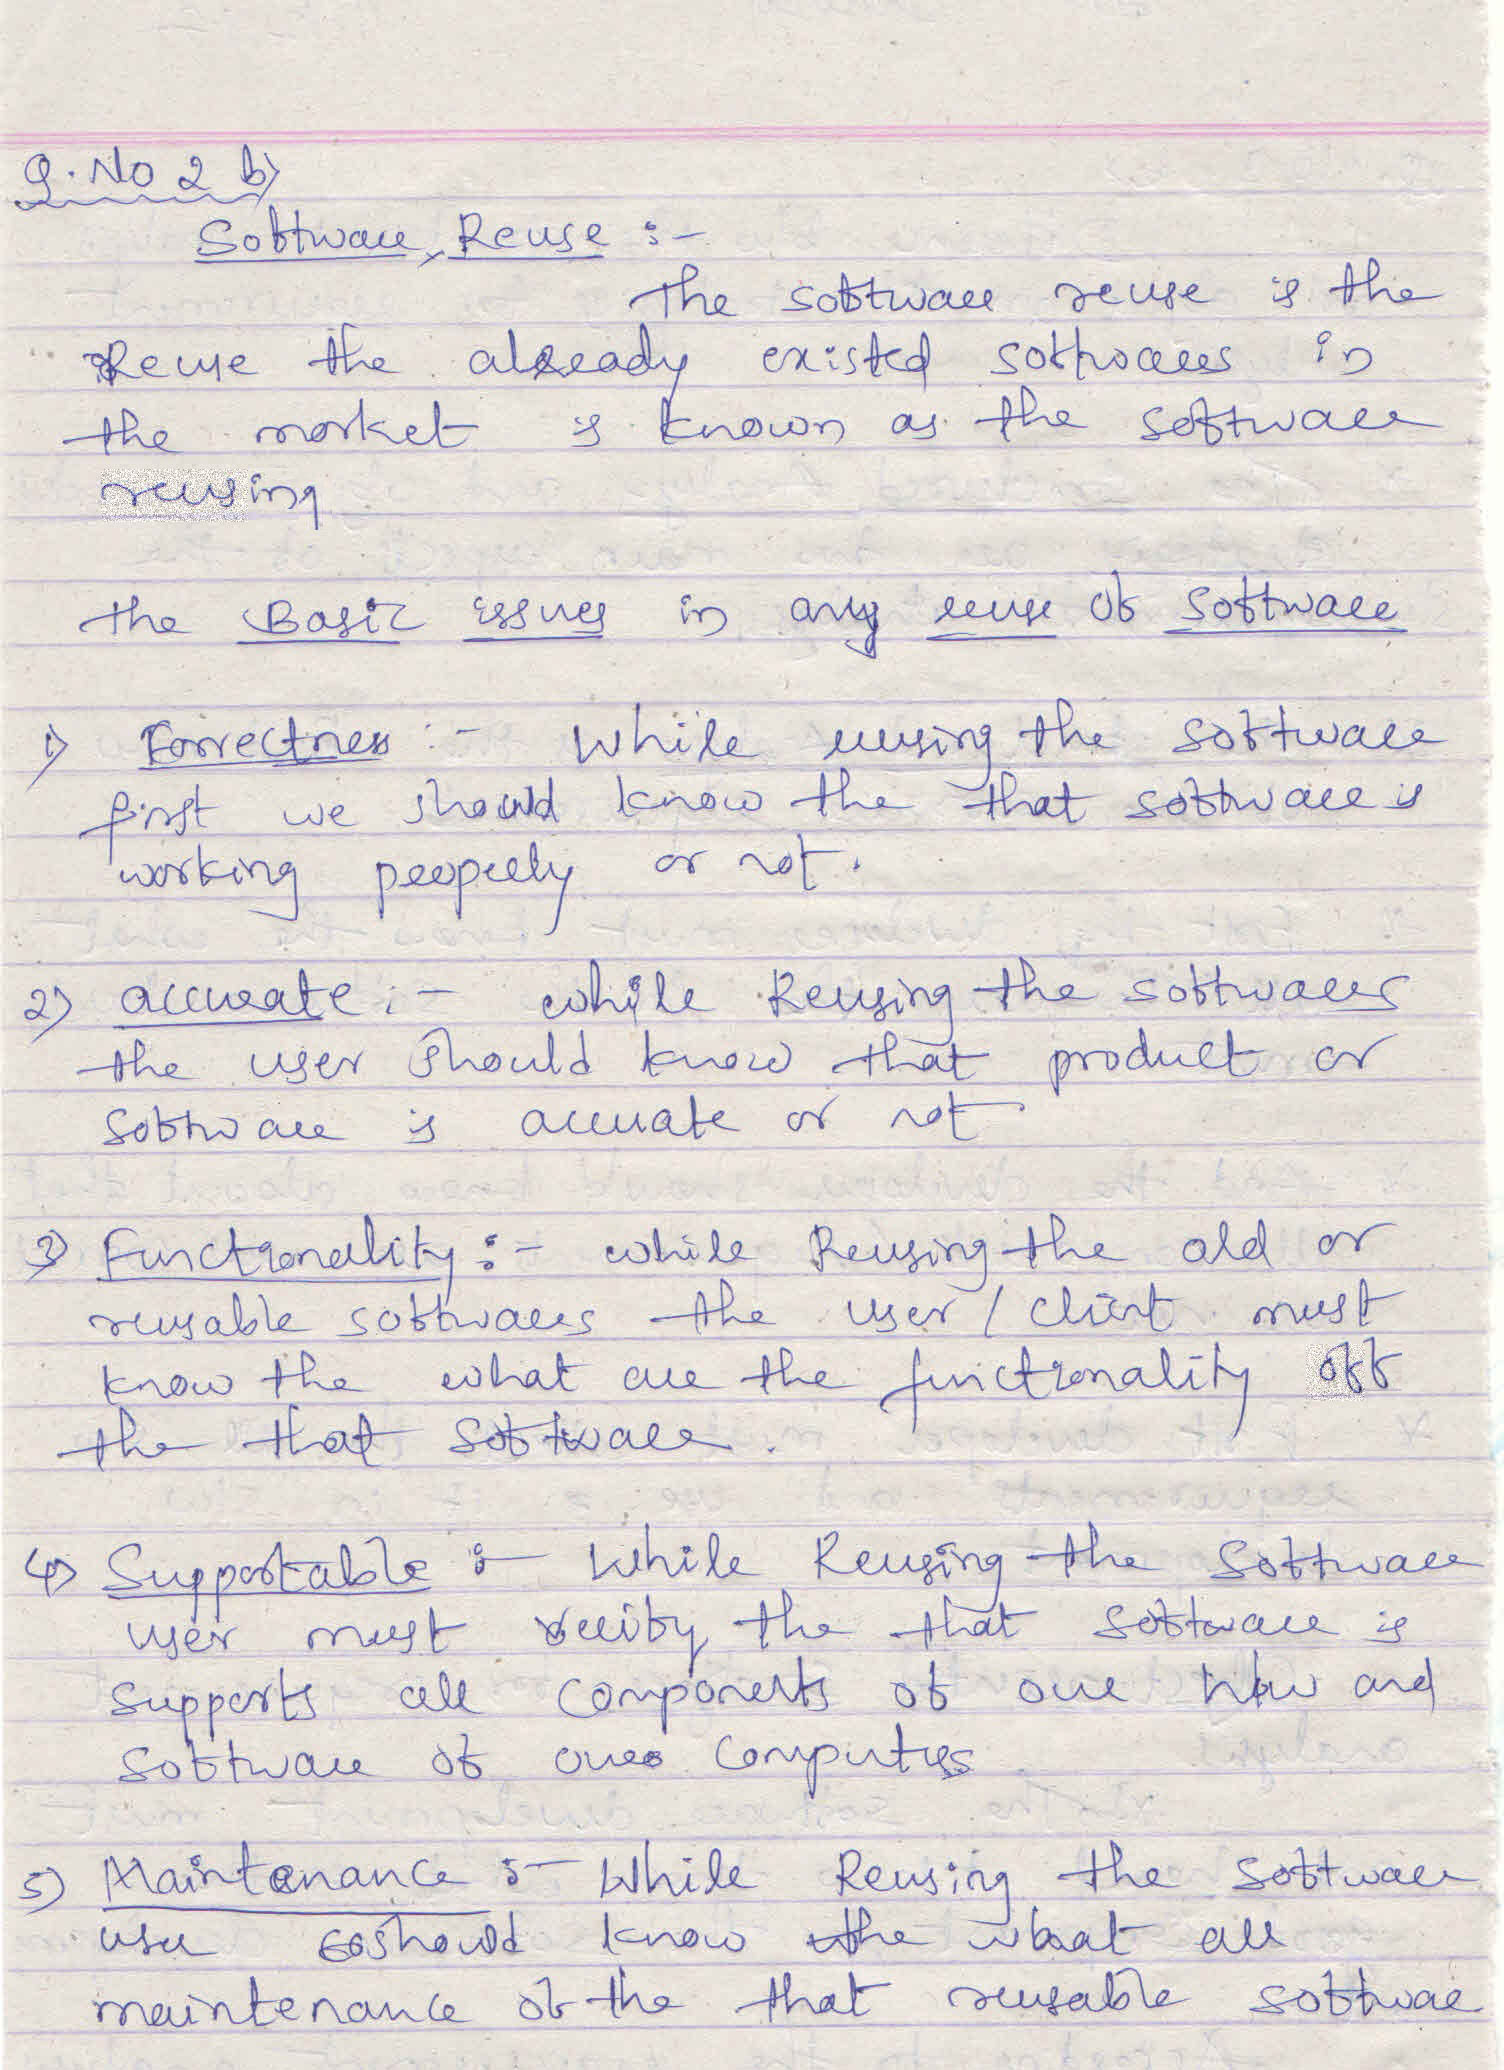 Q. No 2 b)
Software, Reuse :-
The software reuse is the
Reuse the already existed softwares in
the market is known as the software
reusing
the Basic issues in any reuse of software
1) Correctness :- While reusing the software
first we should know the that software is
working properly or not.
2) accurate :- while Reusing the softwares
the user should know that product or
software is accurate or not
3) Functionality :- while Reusing the old or
reusable softwares the user / client must
know the what are the functionality off
the that software.
4) Supportable :- While Reusing the software
user must verify the that software is
supports all components of our h/w and
software of our computers
5) Maintenance :- While Reusing the software
user should know the what all
maintenance of the that reusable software